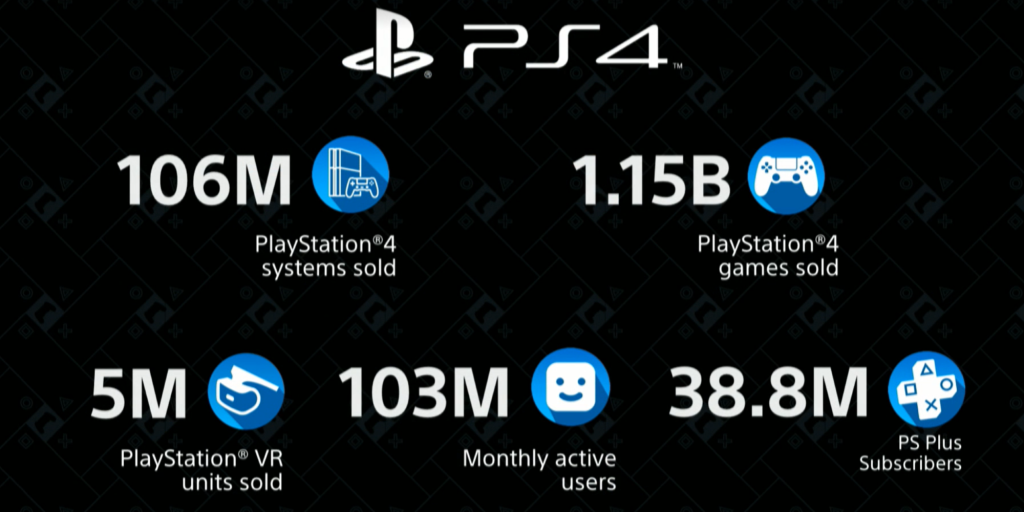 PS4™
106M
PlayStation®4
systems sold
1.15B
PlayStation®4
games sold
5M
PlayStation® VR
units sold
103M
Monthly active
users
38.8M
PS Plus
Subscribers